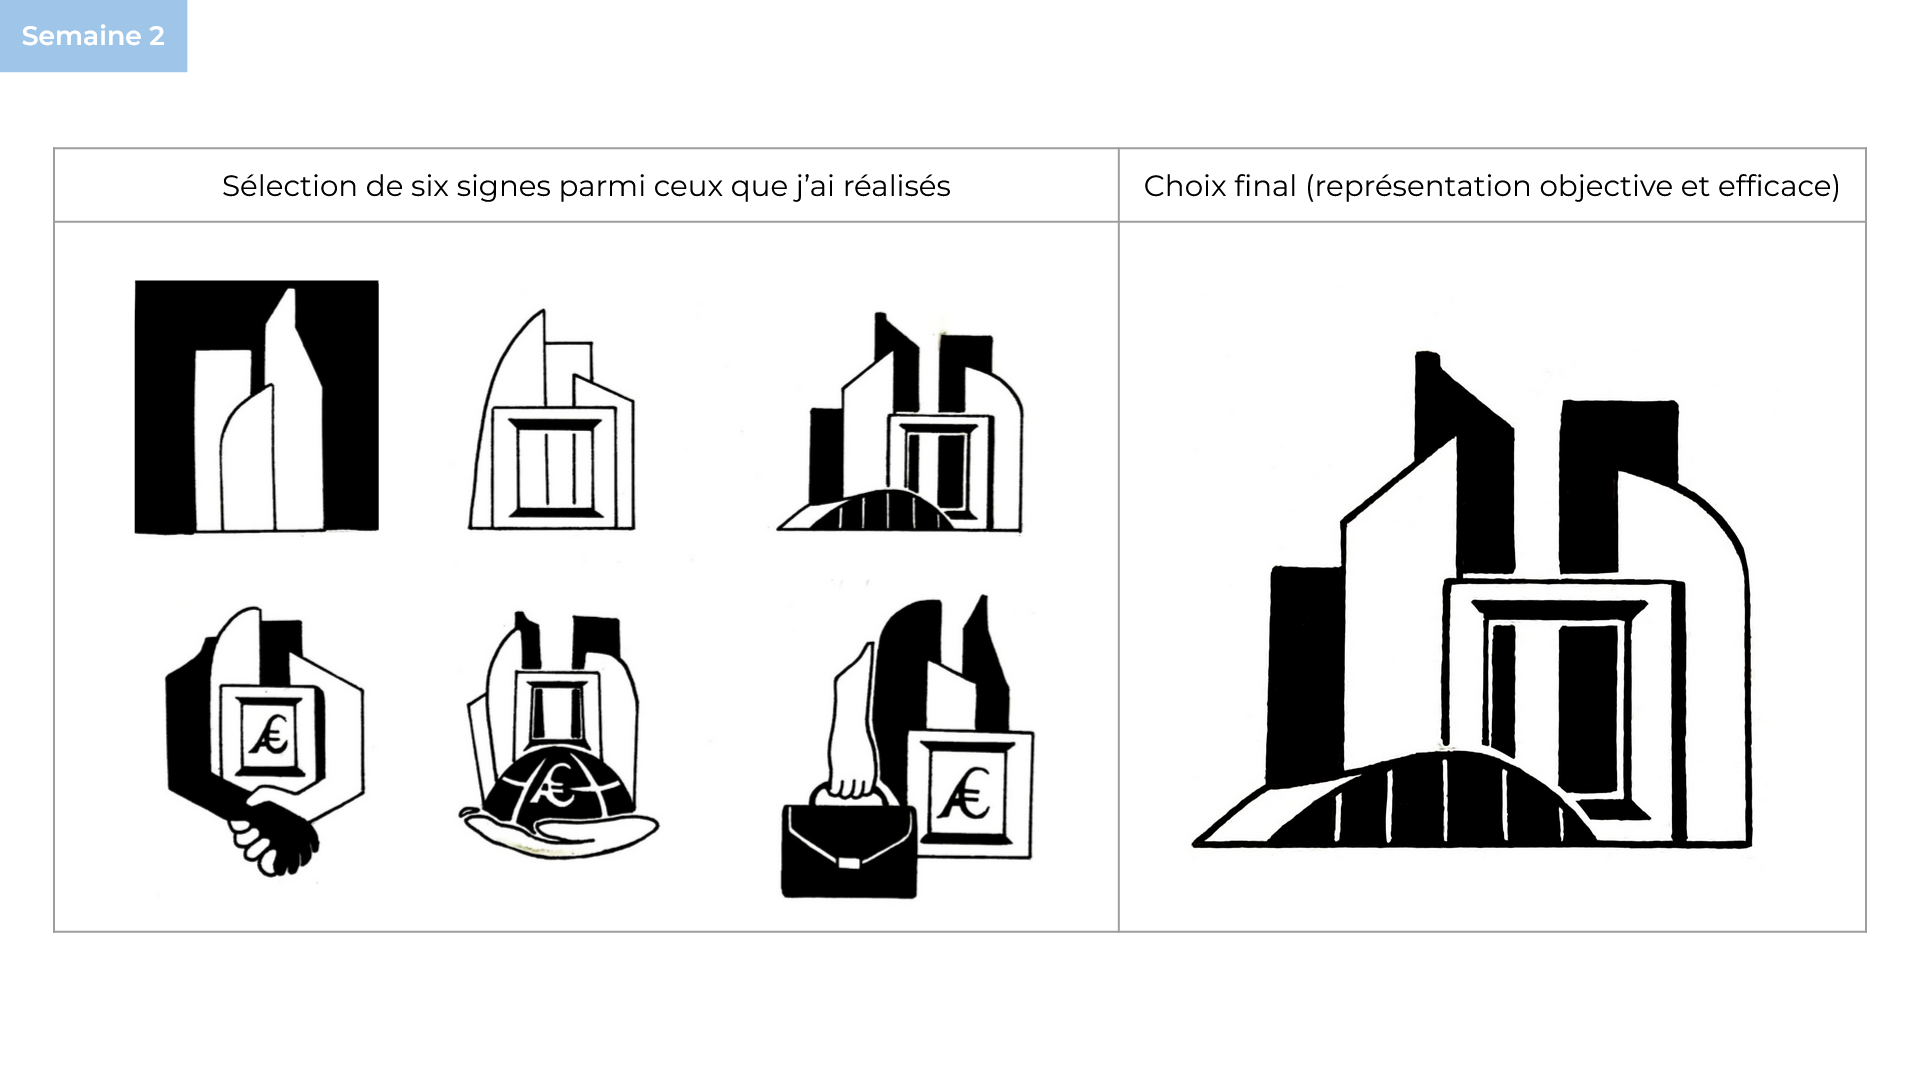 Semaine 2
Sélection de six signes parmi ceux que j’ai réalisés
Choix final (représentation objective et efficace)
Æ
Æ
Æ